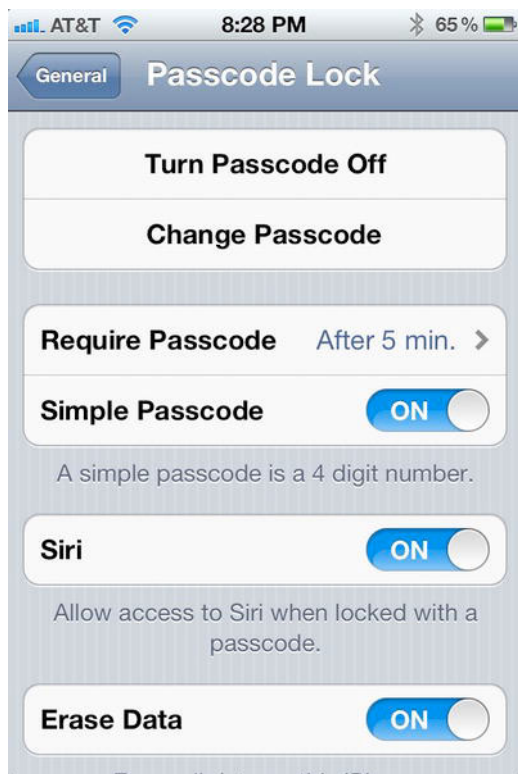 AT&T 8:28 PM 65%
General Passcode Lock
Turn Passcode Off
Change Passcode
Require Passcode After 5 min.
Simple Passcode ON
A simple passcode is a 4 digit number.
Siri ON
Allow access to Siri when locked with a
passcode.
Erase Data ON